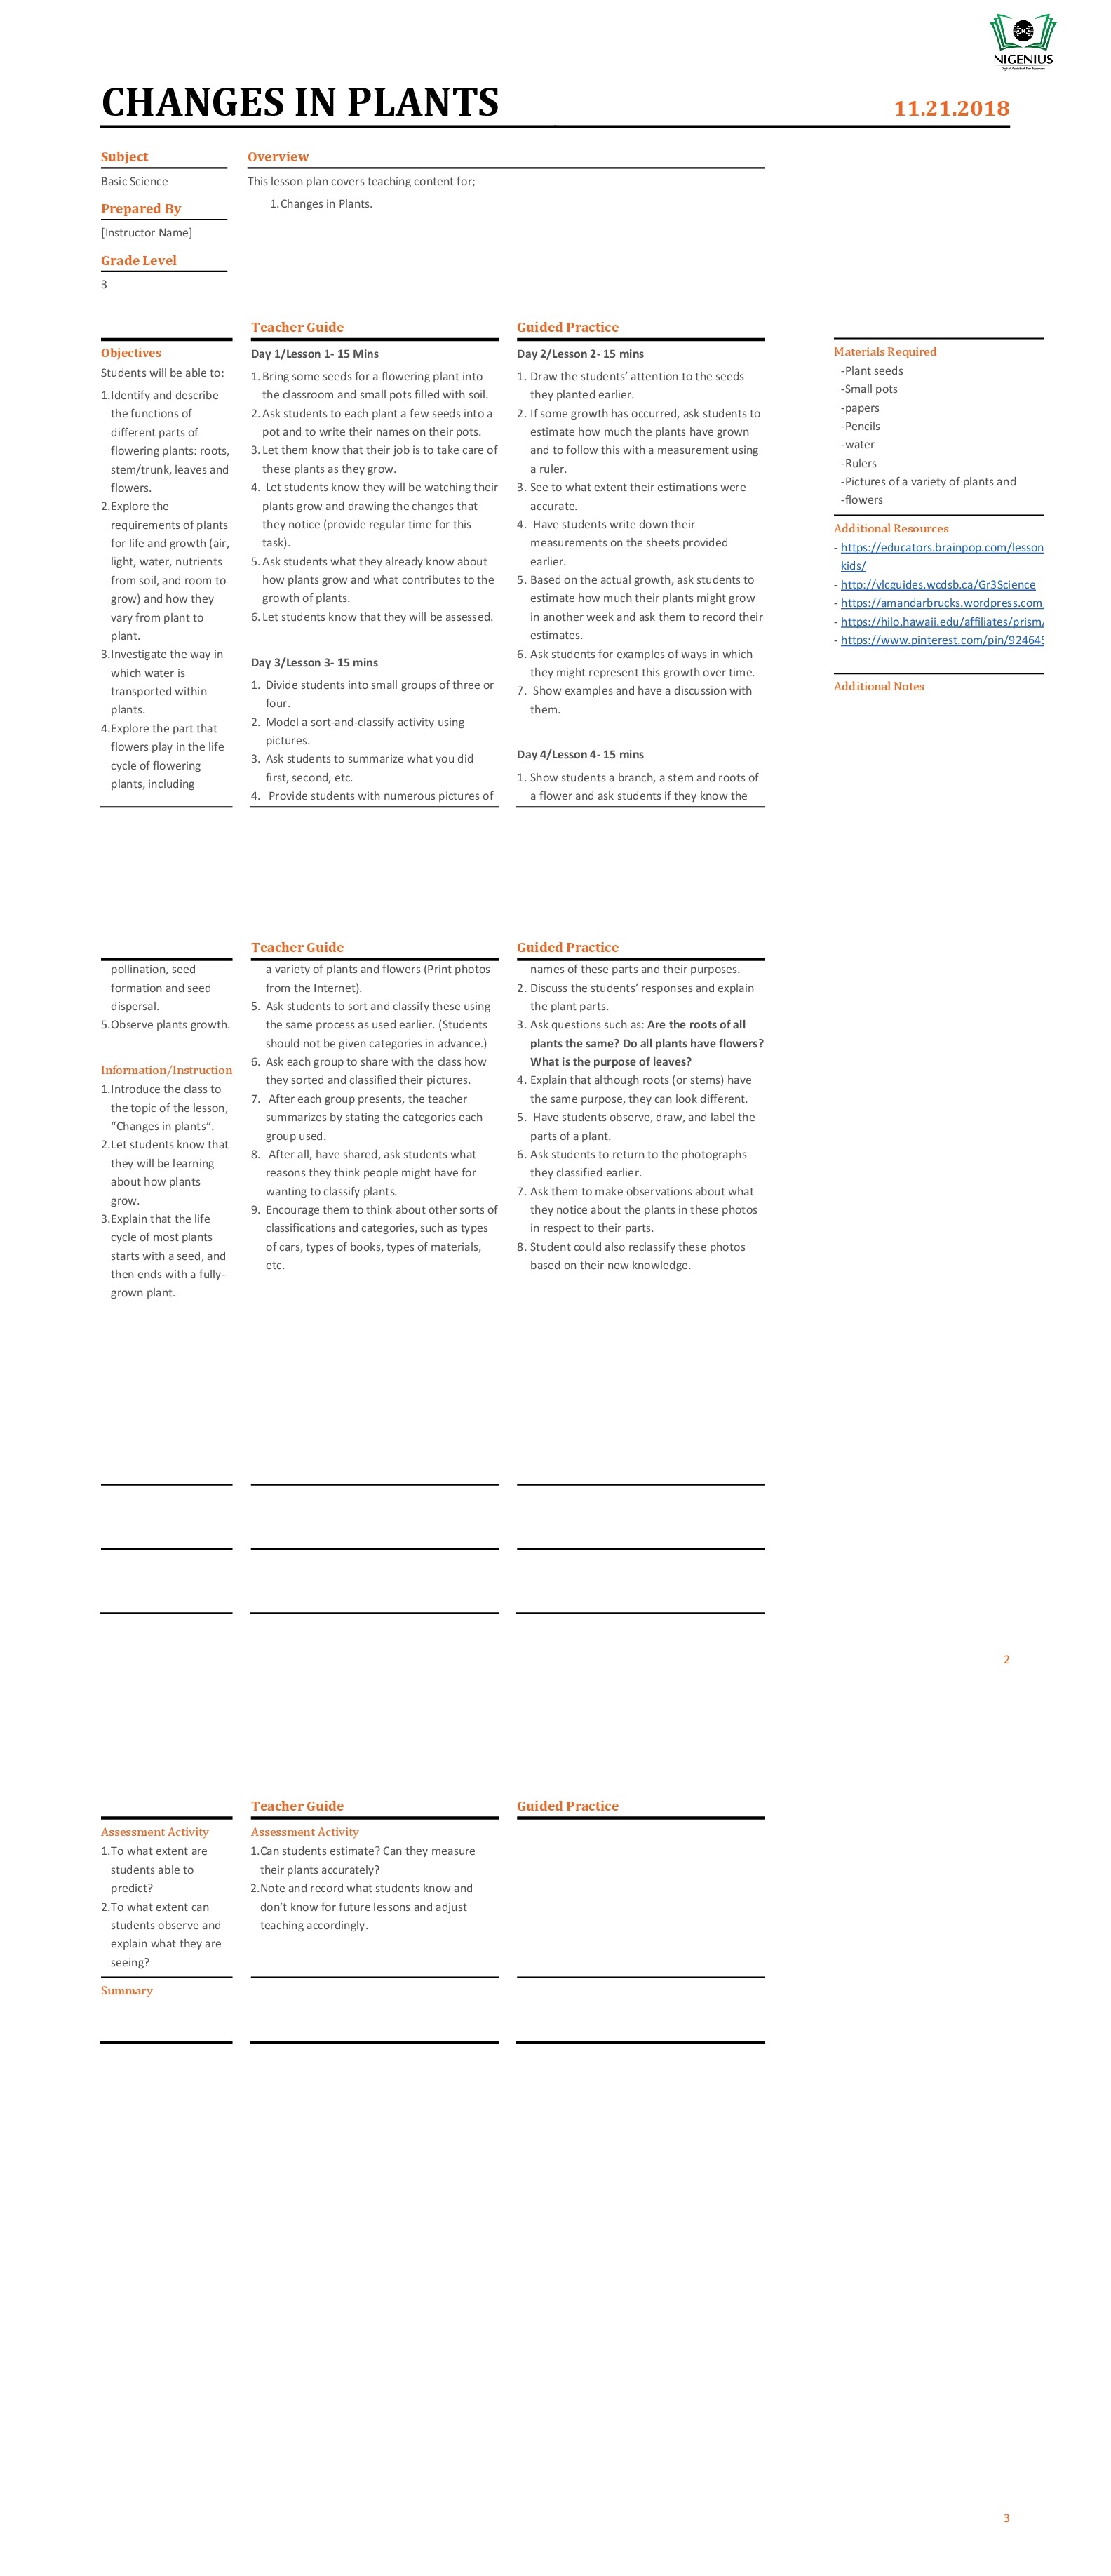 NIGENIUS
Digital Assistant For Teachers
CHANGES IN PLANTS
11.21.2018
Subject
Basic Science
Prepared By
[Instructor Name]
Grade Level
3
Overview
This lesson plan covers teaching content for;
1. Changes in Plants.
Objectives
Students will be able to:
1.Identify and describe
the functions of
different parts of
flowering plants: roots,
stem/trunk, leaves and
flowers.
2.Explore the
requirements of plants
for life and growth (air,
light, water, nutrients
from soil, and room to
grow) and how they
vary from plant to
plant.
3.Investigate the way in
which water is
transported within
plants.
4.Explore the part that
flowers play in the life
cycle of flowering
plants, including
Teacher Guide
Day 1/Lesson 1- 15 Mins
1. Bring some seeds for a flowering plant into
the classroom and small pots filled with soil.
2. Ask students to each plant a few seeds into a
pot and to write their names on their pots.
3. Let them know that their job is to take care of
these plants as they grow.
4. Let students know they will be watching their
plants grow and drawing the changes that
they notice (provide regular time for this
task).
5. Ask students what they already know about
how plants grow and what contributes to the
growth of plants.
6. Let students know that they will be assessed.
Day 3/Lesson 3- 15 mins
1. Divide students into small groups of three or
four.
2. Model a sort-and-classify activity using
pictures.
3. Ask students to summarize what you did
first, second, etc.
4. Provide students with numerous pictures of
Guided Practice
Day 2/Lesson 2- 15 mins
1. Draw the students’ attention to the seeds
they planted earlier.
2. If some growth has occurred, ask students to
estimate how much the plants have grown
and to follow this with a measurement using
a ruler.
3. See to what extent their estimations were
accurate.
4. Have students write down their
measurements on the sheets provided
earlier.
5. Based on the actual growth, ask students to
estimate how much their plants might grow
in another week and ask them to record their
estimates.
6. Ask students for examples of ways in which
they might represent this growth over time.
7. Show examples and have a discussion with
them.
Day 4/Lesson 4- 15 mins
1. Show students a branch, a stem and roots of
a flower and ask students if they know the
Materials Required
-Plant seeds
-Small pots
-papers
-Pencils
-water
-Rulers
-Pictures of a variety of plants and
-flowers
Additional Resources
- https://educators.brainpop.com/lesson
kids/
- http://vlcguides.wcdsb.ca/Gr3Science
- https://amandarbrucks.wordpress.com/
- https://hilo.hawaii.edu/affiliates/prism/
- https://www.pinterest.com/pin/924645
Additional Notes
pollination, seed
formation and seed
dispersal.
5.Observe plants growth.
Information/Instruction
1.Introduce the class to
the topic of the lesson,
“Changes in plants”.
2.Let students know that
they will be learning
about how plants
grow.
3.Explain that the life
cycle of most plants
starts with a seed, and
then ends with a fully-
grown plant.
Teacher Guide
a variety of plants and flowers (Print photos
from the Internet).
5. Ask students to sort and classify these using
the same process as used earlier. (Students
should not be given categories in advance.)
6. Ask each group to share with the class how
they sorted and classified their pictures.
7. After each group presents, the teacher
summarizes by stating the categories each
group used.
8. After all, have shared, ask students what
reasons they think people might have for
wanting to classify plants.
9. Encourage them to think about other sorts of
classifications and categories, such as types
of cars, types of books, types of materials,
etc.
Guided Practice
names of these parts and their purposes.
2. Discuss the students’ responses and explain
the plant parts.
3. Ask questions such as: Are the roots of all
plants the same? Do all plants have flowers?
What is the purpose of leaves?
4. Explain that although roots (or stems) have
the same purpose, they can look different.
5. Have students observe, draw, and label the
parts of a plant.
6. Ask students to return to the photographs
they classified earlier.
7. Ask them to make observations about what
they notice about the plants in these photos
in respect to their parts.
8. Student could also reclassify these photos
based on their new knowledge.
2
Teacher Guide
Guided Practice
Assessment Activity
1.To what extent are
students able to
predict?
2.To what extent can
students observe and
explain what they are
seeing?
Assessment Activity
1.Can students estimate? Can they measure
their plants accurately?
2.Note and record what students know and
don’t know for future lessons and adjust
teaching accordingly.
Summary
3